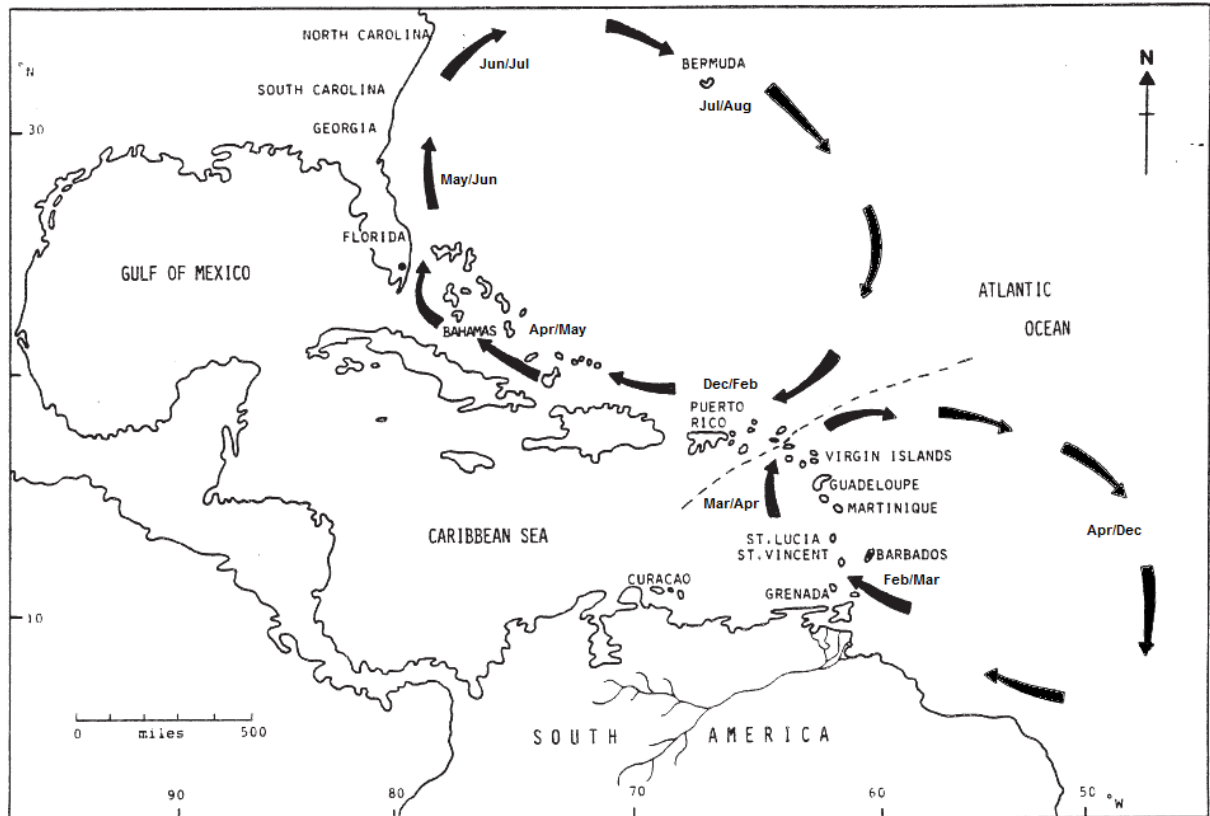 NORTH CAROLINA
Jun/Jul
BERMUDA
N
°N
SOUTH CAROLINA
Jul/Aug
30
GEORGIA
May/Jun
FLORIDA
GULF OF MEXICO
ATLANTIC
OCEAN
BAHAMAS
Apr/May
Dec/Feb
PUERTO
RICO
VIRGIN ISLANDS
GUADELOUPE
Mar/Apr
MARTINIQUE
CARIBBEAN SEA
Apr/Dec
ST.LUCIA
ST.VINCENT
BARBADOS
CURACAO
Feb/Mar
GRENADA
10
0 miles 500
SOUTH AMERICA
90 80 70 60 50 °W